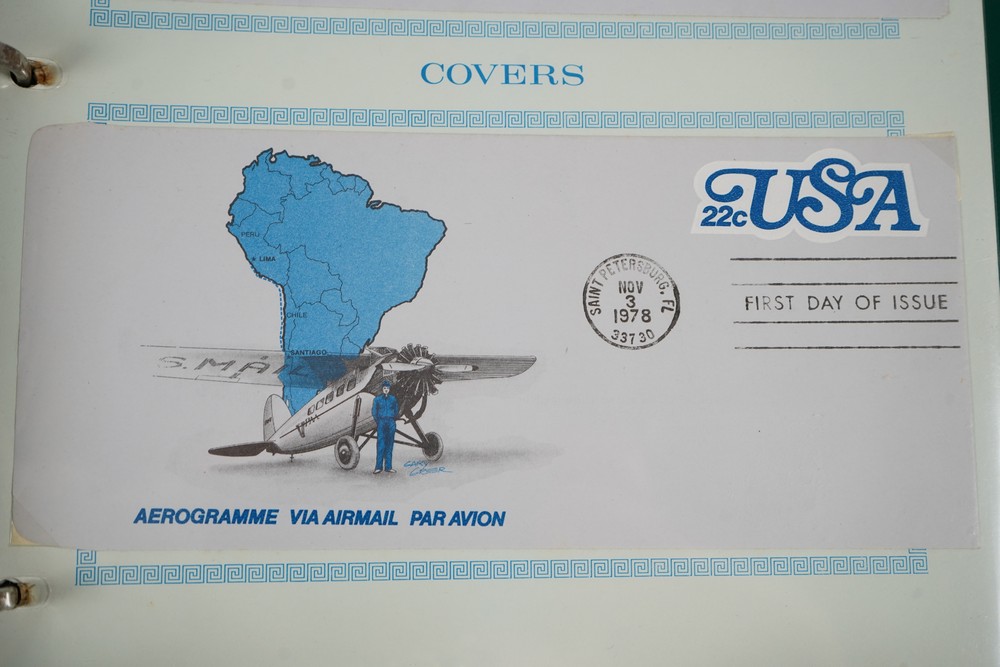 COVERS
22c USA
PERU
LIMA
CHILE
SANTIAGO
SAINT PETERSBURG, FL
NOV
3
1978
33730
FIRST DAY OF ISSUE
S. MAIL
AEROGRAMME VIA AIRMAIL PAR AVION